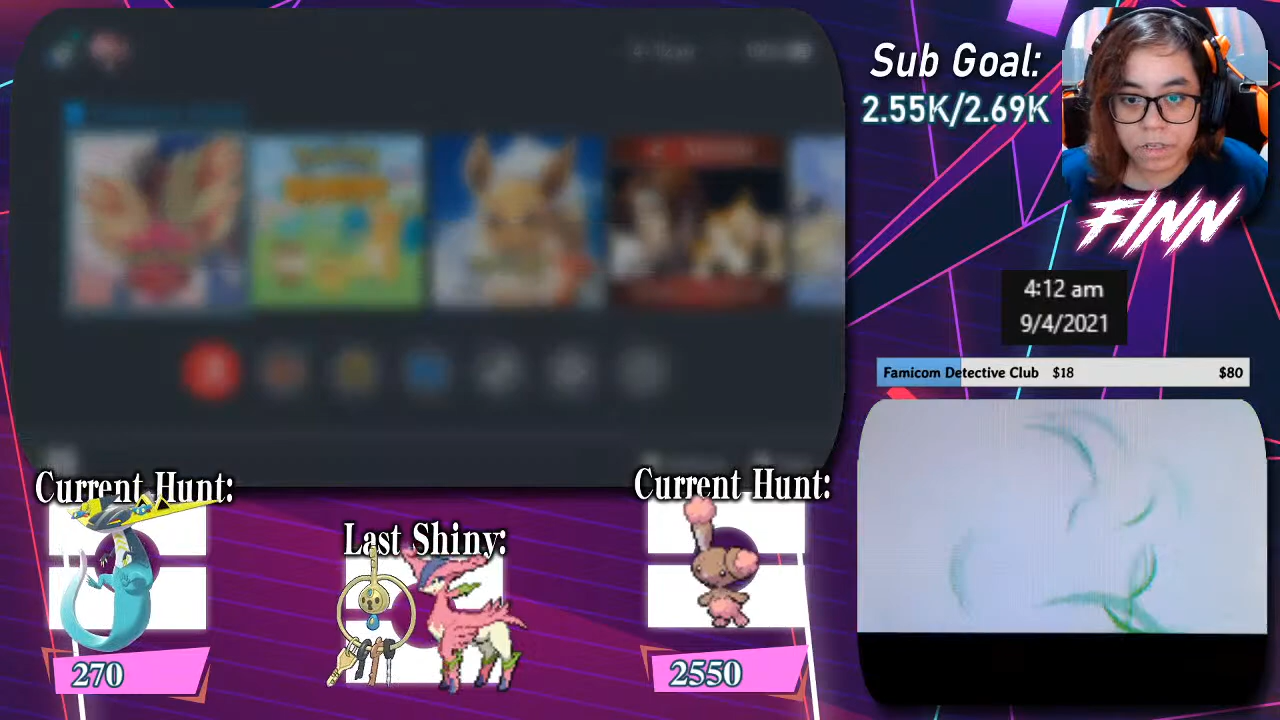 Sub Goal:
2.55K/2.69K
FINN
4:12 am
9/4/2021
Famicom Detective Club $18 $80
Current Hunt:
270
Last Shiny:
Current Hunt:
2550